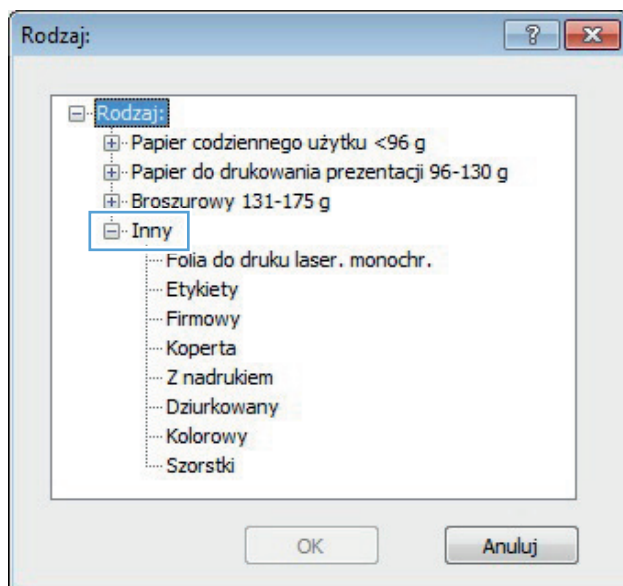 Rodzaj:
Rodzaj:
Papier codziennego użytku <96 g
Papier do drukowania prezentacji 96-130 g
Broszurowy 131-175 g
Inny
Folia do druku laser. monochr.
Etykiety
Firmowy
Koperta
Z nadrukiem
Dziurkowany
Kolorowy
Szorstki
OK Anuluj